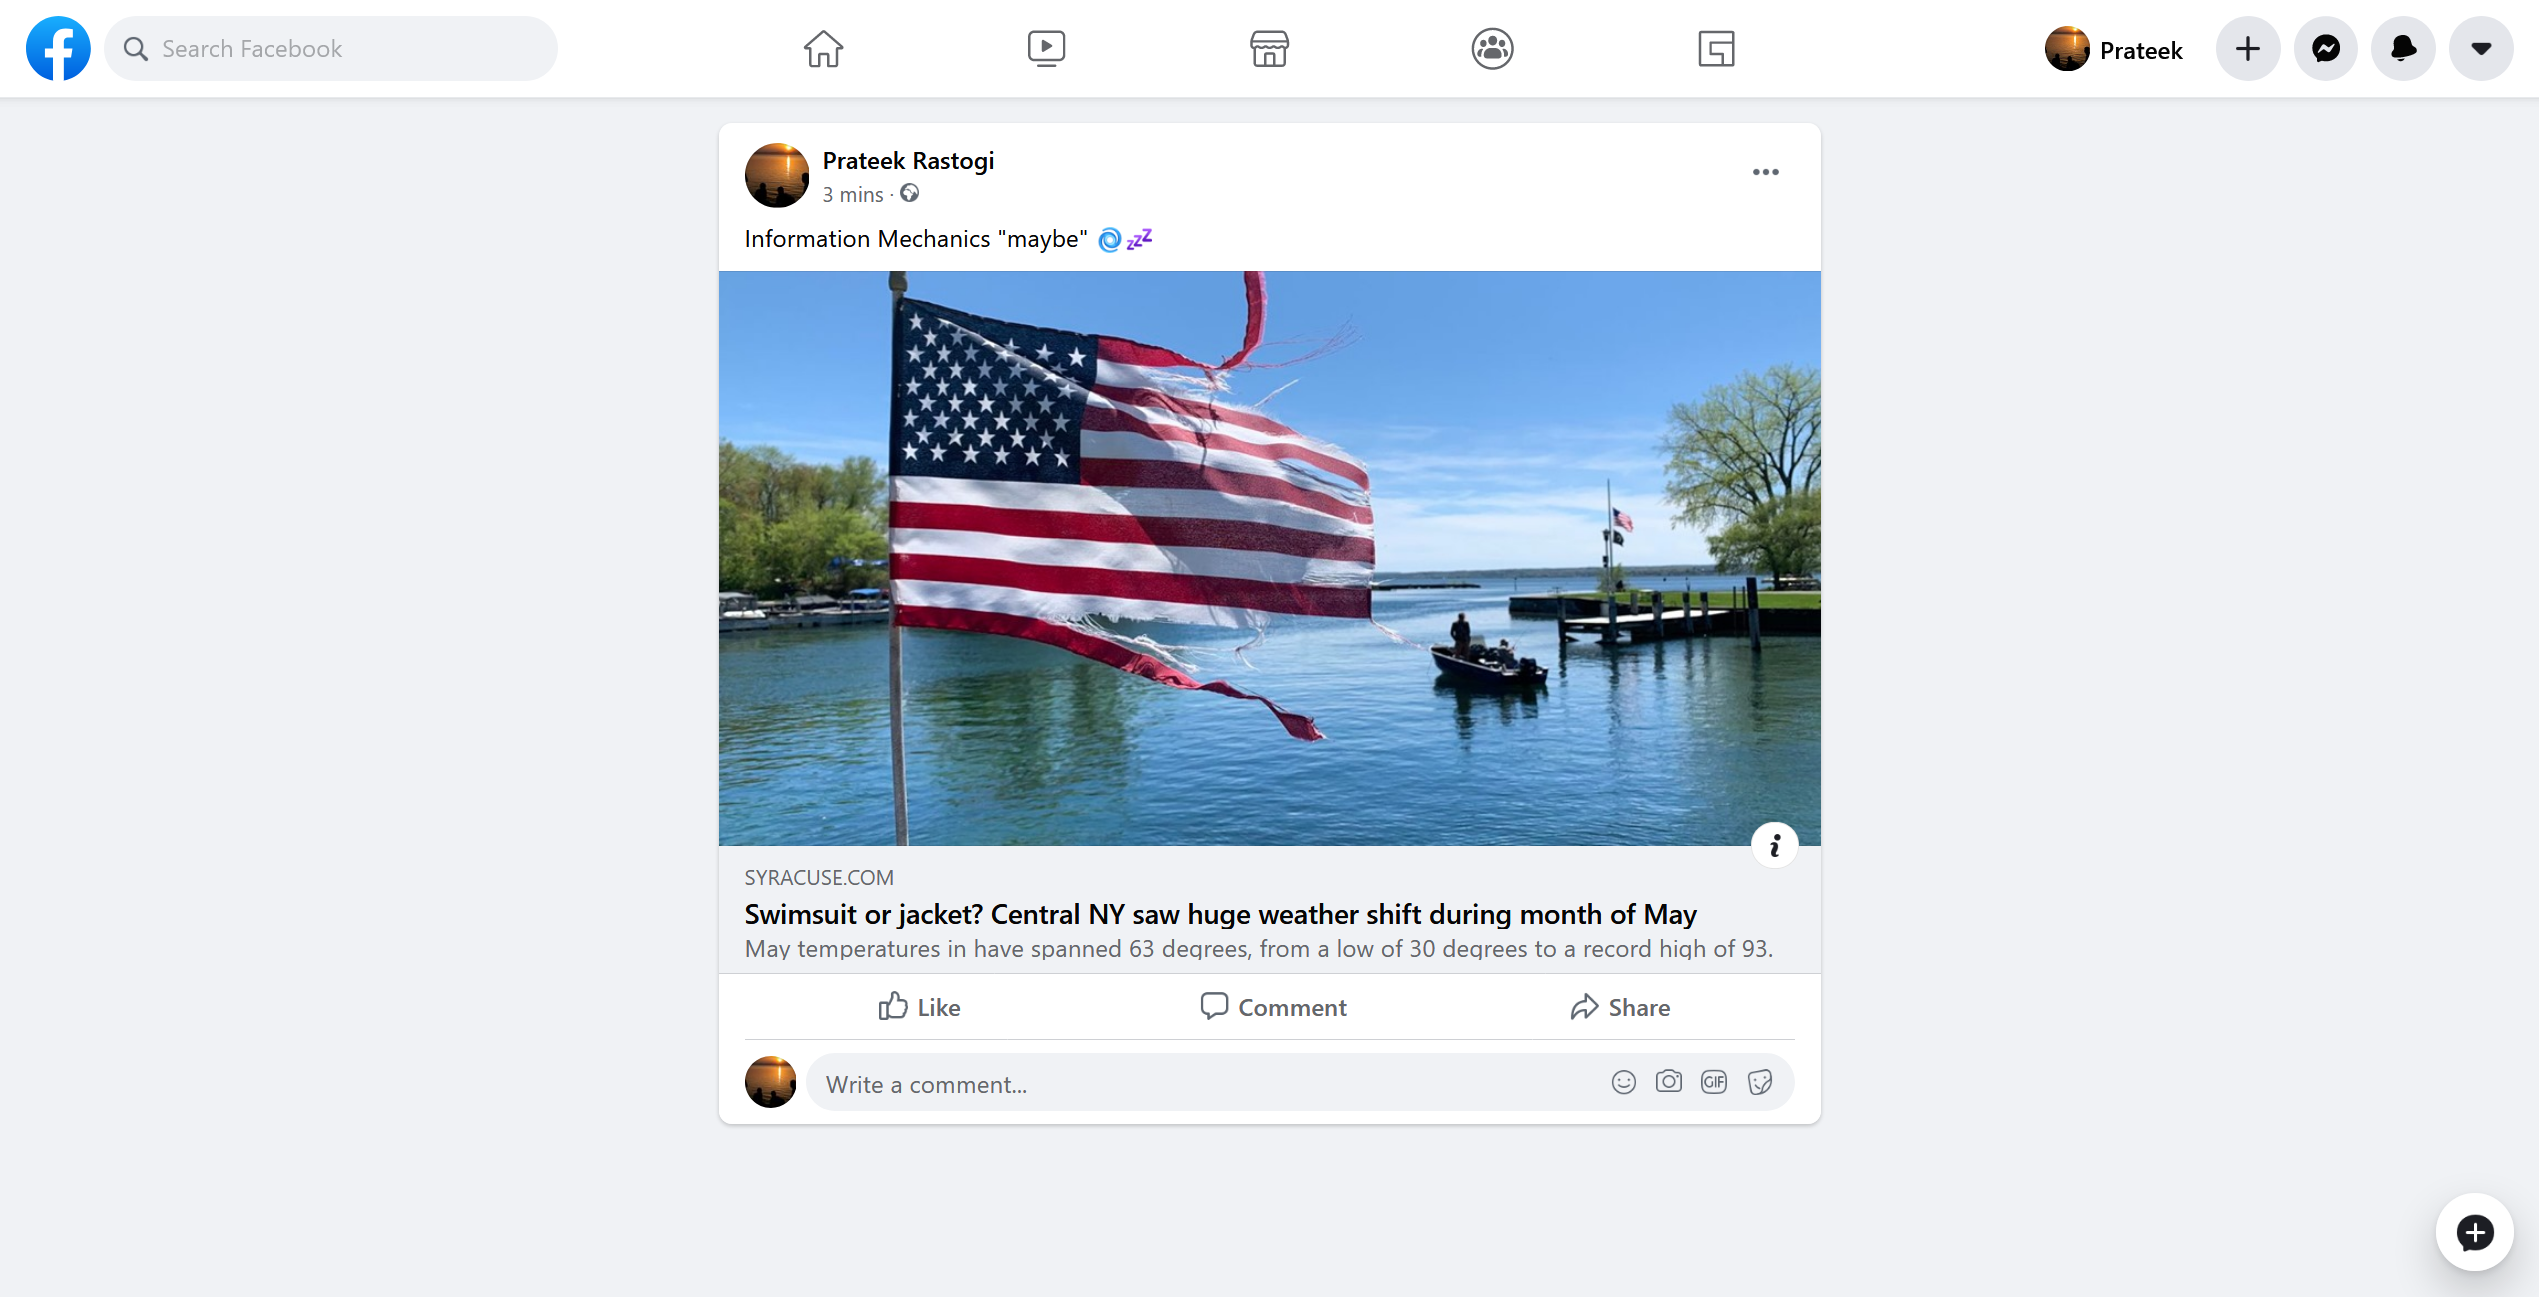 Search Facebook
Prateek
Prateek Rastogi
3 mins ·
Information Mechanics "maybe" 🌀💤
SYRACUSE.COM
Swimsuit or jacket? Central NY saw huge weather shift during month of May
May temperatures in have spanned 63 degrees, from a low of 30 degrees to a record high of 93.
Like
Comment
Share
Write a comment...
GIF